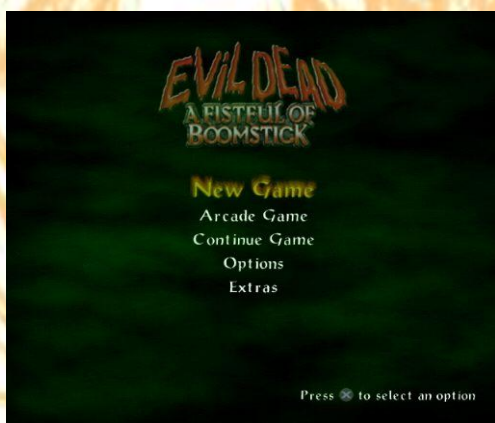 EVIL DEAD
A FISTFUL OF
BOOMSTICK
New Game
Arcade Game
Continue Game
Options
Extras
Press ⓧ to select an option